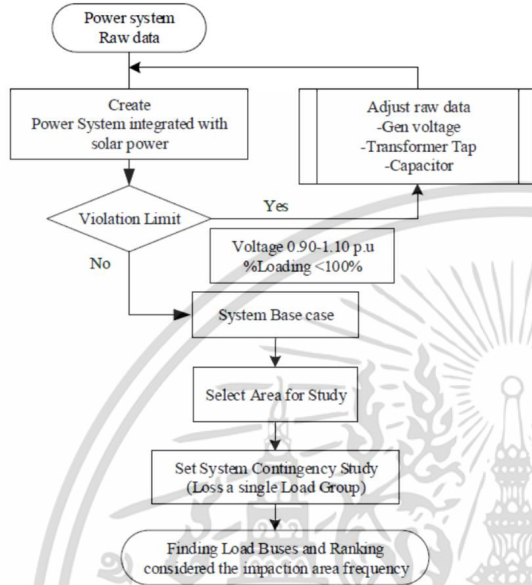 Power system
Raw data
Create
Power System integrated with
solar power
Adjust raw data
-Gen voltage
-Transformer Tap
-Capacitor
Violation Limit
Yes
Voltage 0.90-1.10 p.u
%Loading <100%
No
System Base case
Select Area for Study
Set System Contingency Study
(Loss a single Load Group)
Finding Load Buses and Ranking
considered the impaction area frequency